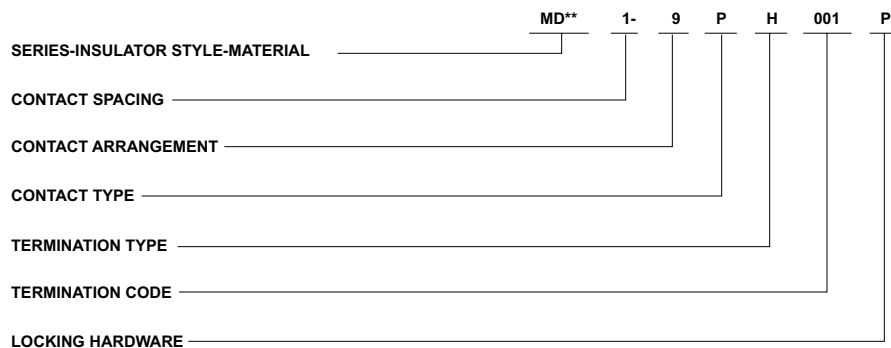 MD** 1- 9 P H 001 P
SERIES-INSULATOR STYLE-MATERIAL
CONTACT SPACING
CONTACT ARRANGEMENT
CONTACT TYPE
TERMINATION TYPE
TERMINATION CODE
LOCKING HARDWARE